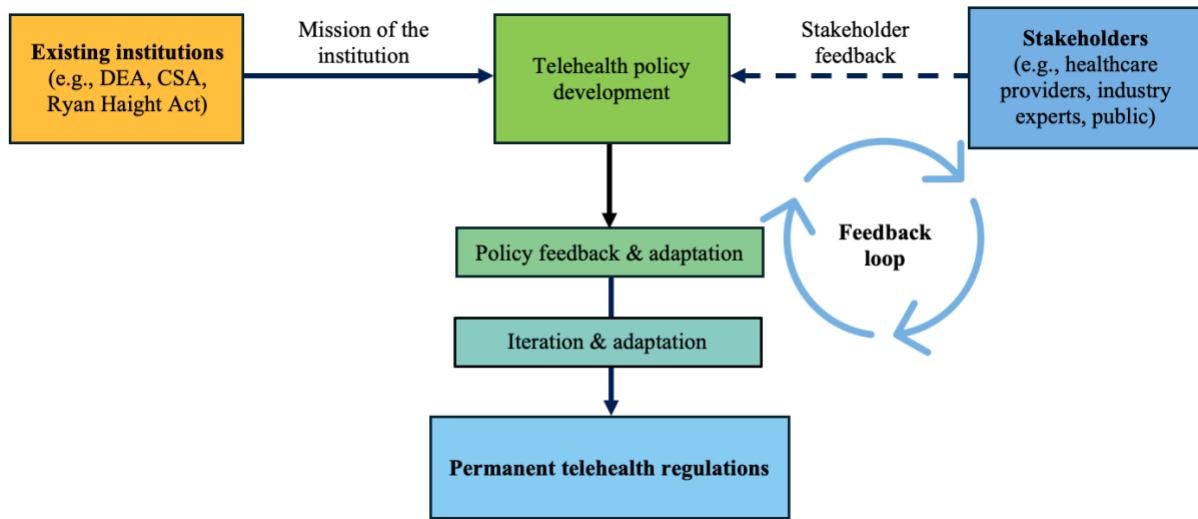 Existing institutions
(e.g., DEA, CSA,
Ryan Haight Act)
Mission of the
institution
Telehealth policy
development
Stakeholder
feedback
Stakeholders
(e.g., healthcare
providers, industry
experts, public)
Policy feedback & adaptation
Feedback
loop
Iteration & adaptation
Permanent telehealth regulations